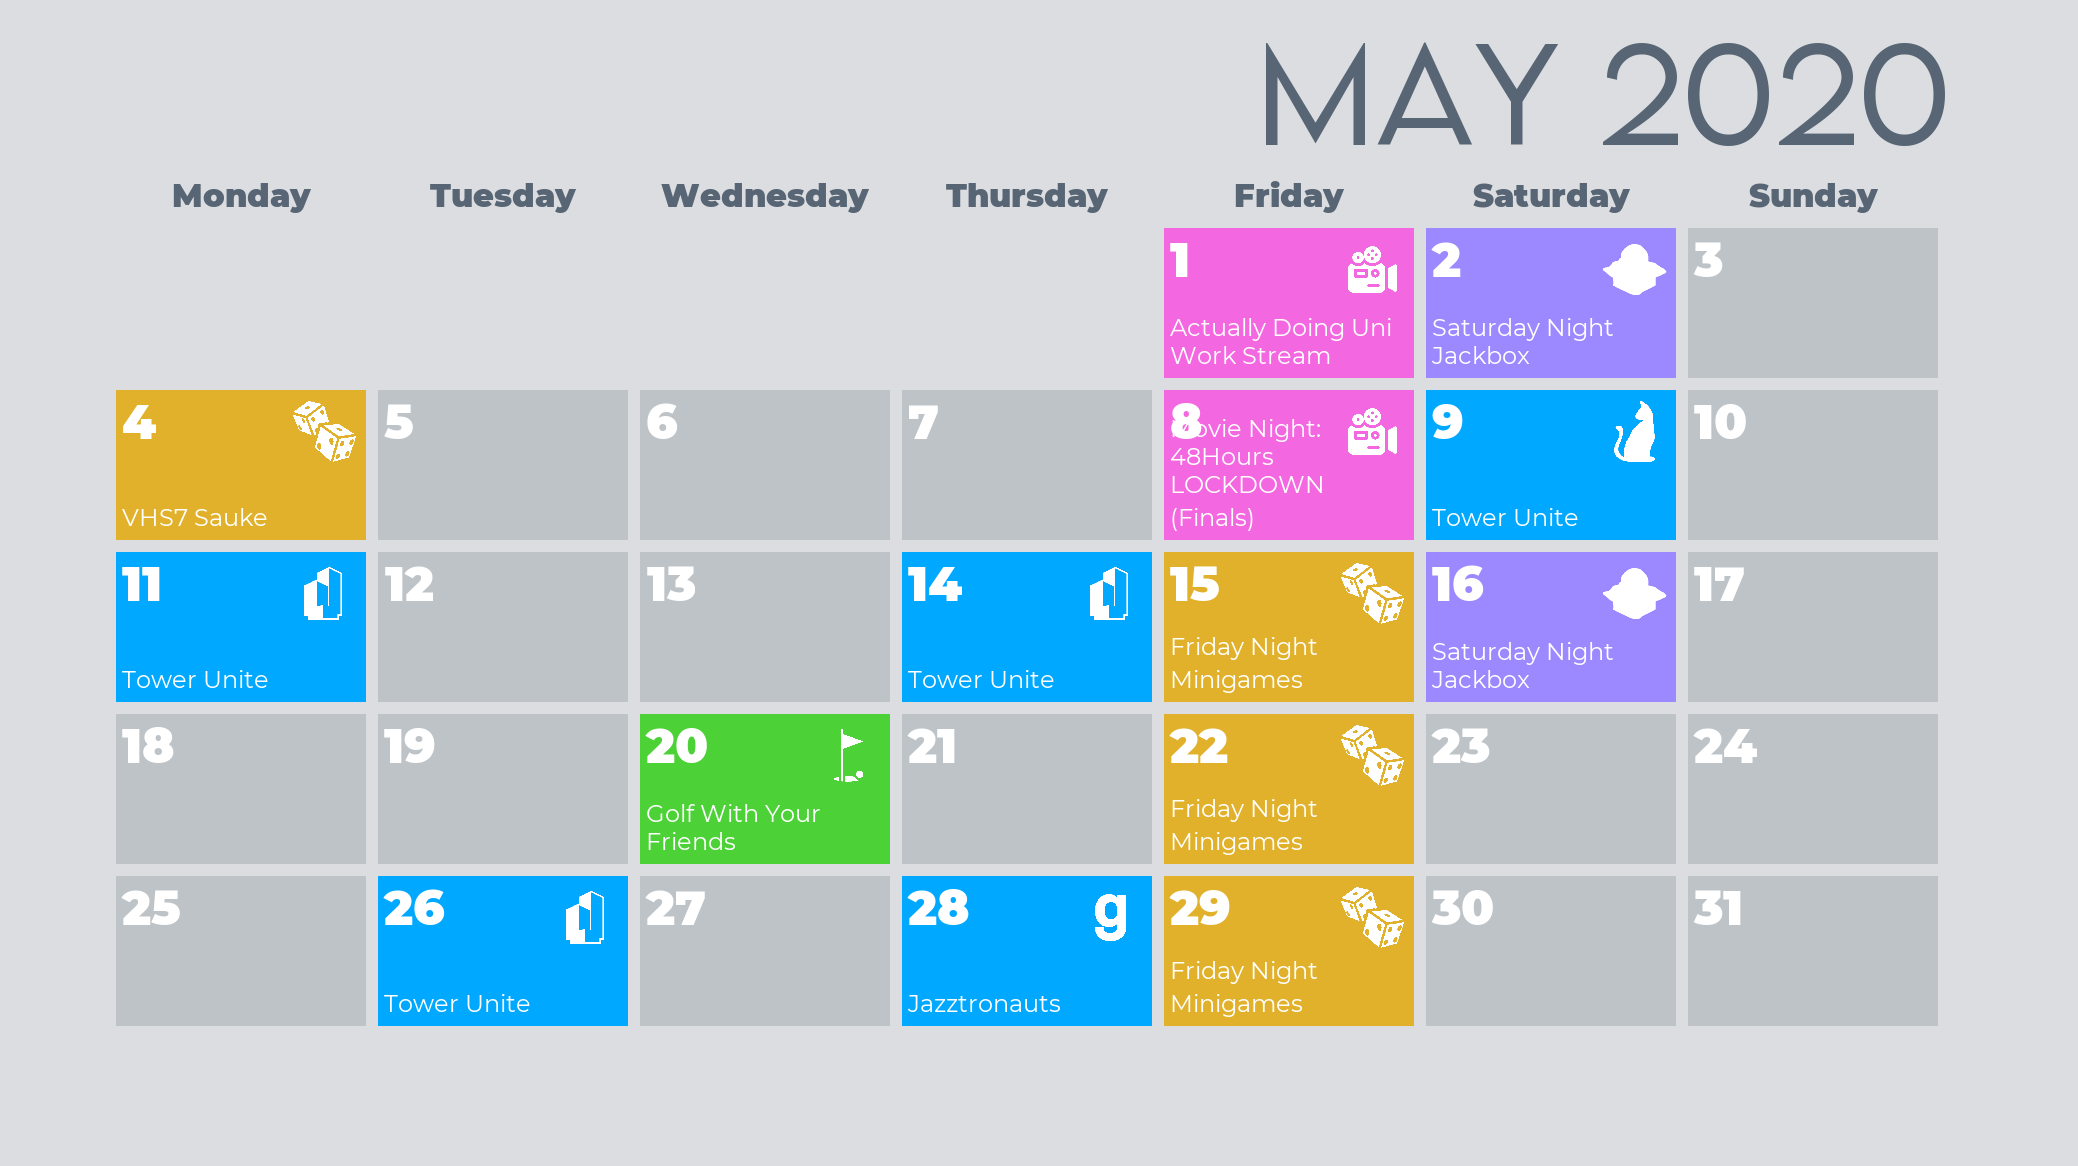 MAY 2020
Monday Tuesday Wednesday Thursday Friday Saturday Sunday
1
Actually Doing Uni
Work Stream
2
Saturday Night
Jackbox
3
4
VHS7 Sauke
5
6
7
8
Movie Night:
48Hours
LOCKDOWN
(Finals)
9
Tower Unite
10
11
Tower Unite
12
13
14
Tower Unite
15
Friday Night
Minigames
16
Saturday Night
Jackbox
17
18
19
20
Golf With Your
Friends
21
22
Friday Night
Minigames
23
24
25
26
Tower Unite
27
28
g
Jazztronauts
29
Friday Night
Minigames
30
31